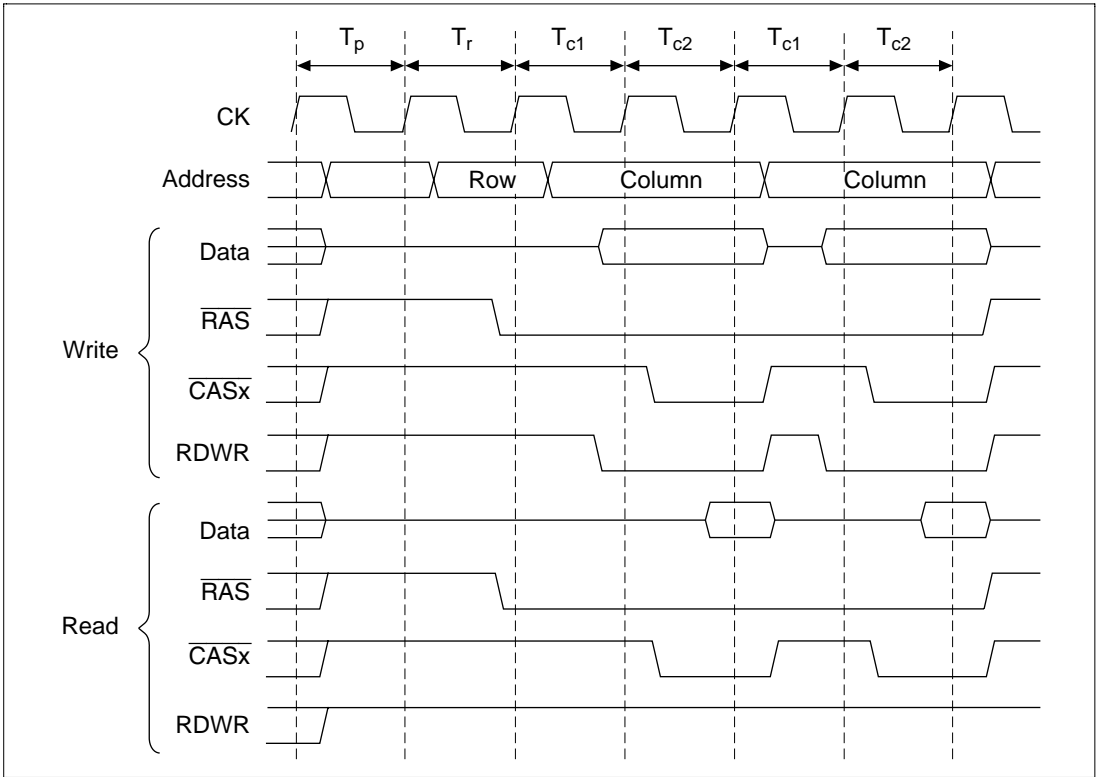 Tp Tr Tc1 Tc2 Tc1 Tc2
CK
Address Row Column Column
Write
Data
RAS
CASx
RDWR
Read
Data
RAS
CASx
RDWR